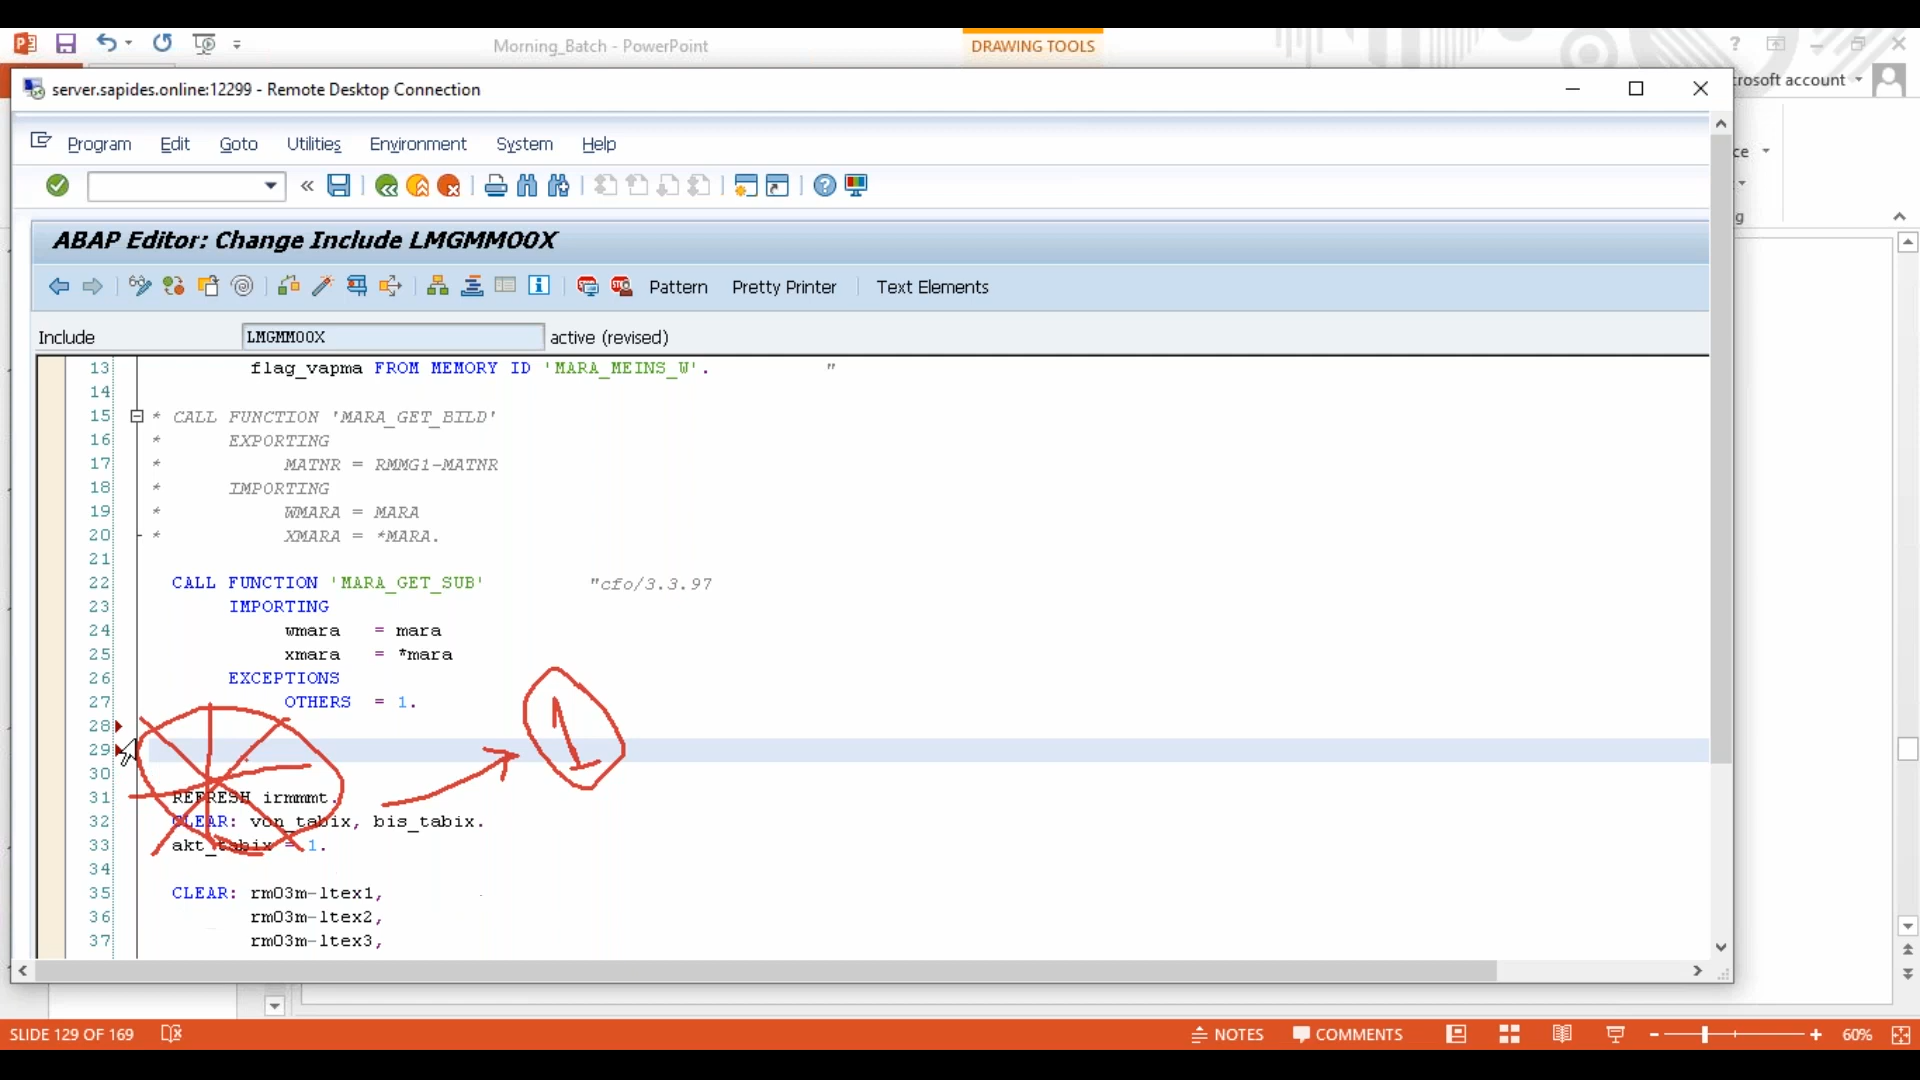 Morning_Batch - PowerPoint
DRAWING TOOLS
?
crosoft account
server.sapides.online:12299 - Remote Desktop Connection
Program Edit Goto Utilities Environment System Help
ce
g
ABAP Editor: Change Include LMGMM00X
Pattern Pretty Printer Text Elements
Include LMGMM00X active (revised)
13 flag_vapma FROM MEMORY ID 'MARA_MEINS_W'. "
14
15 * CALL FUNCTION 'MARA_GET_BILD'
16 * EXPORTING
17 * MATNR = RMMG1-MATNR
18 * IMPORTING
19 * WMARA = MARA
20 * XMARA = *MARA.
21
22 CALL FUNCTION 'MARA_GET_SUB' "cfo/3.3.97
23 IMPORTING
24 wmara = mara
25 xmara = *mara
26 EXCEPTIONS
27 OTHERS = 1.
28
29
1
30
31 REFRESH irmmmt.
32 CLEAR: von_tabix, bis_tabix.
33 akt_tabix = 1.
34
35 CLEAR: rm03m-ltex1,
36 rm03m-ltex2,
37 rm03m-ltex3,
SLIDE 129 OF 169 NOTES COMMENTS 60%